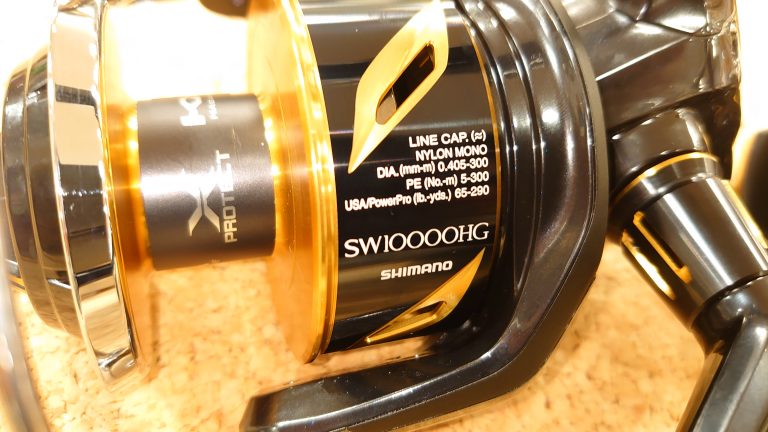 X
PROTECT
LINE CAP. (≈)
NYLON MONO
DIA. (mm-m) 0.405-300
PE (No.-m) 5-300
USA/PowerPro (lb.-yds.) 65-290
SW10000HG
SHIMANO